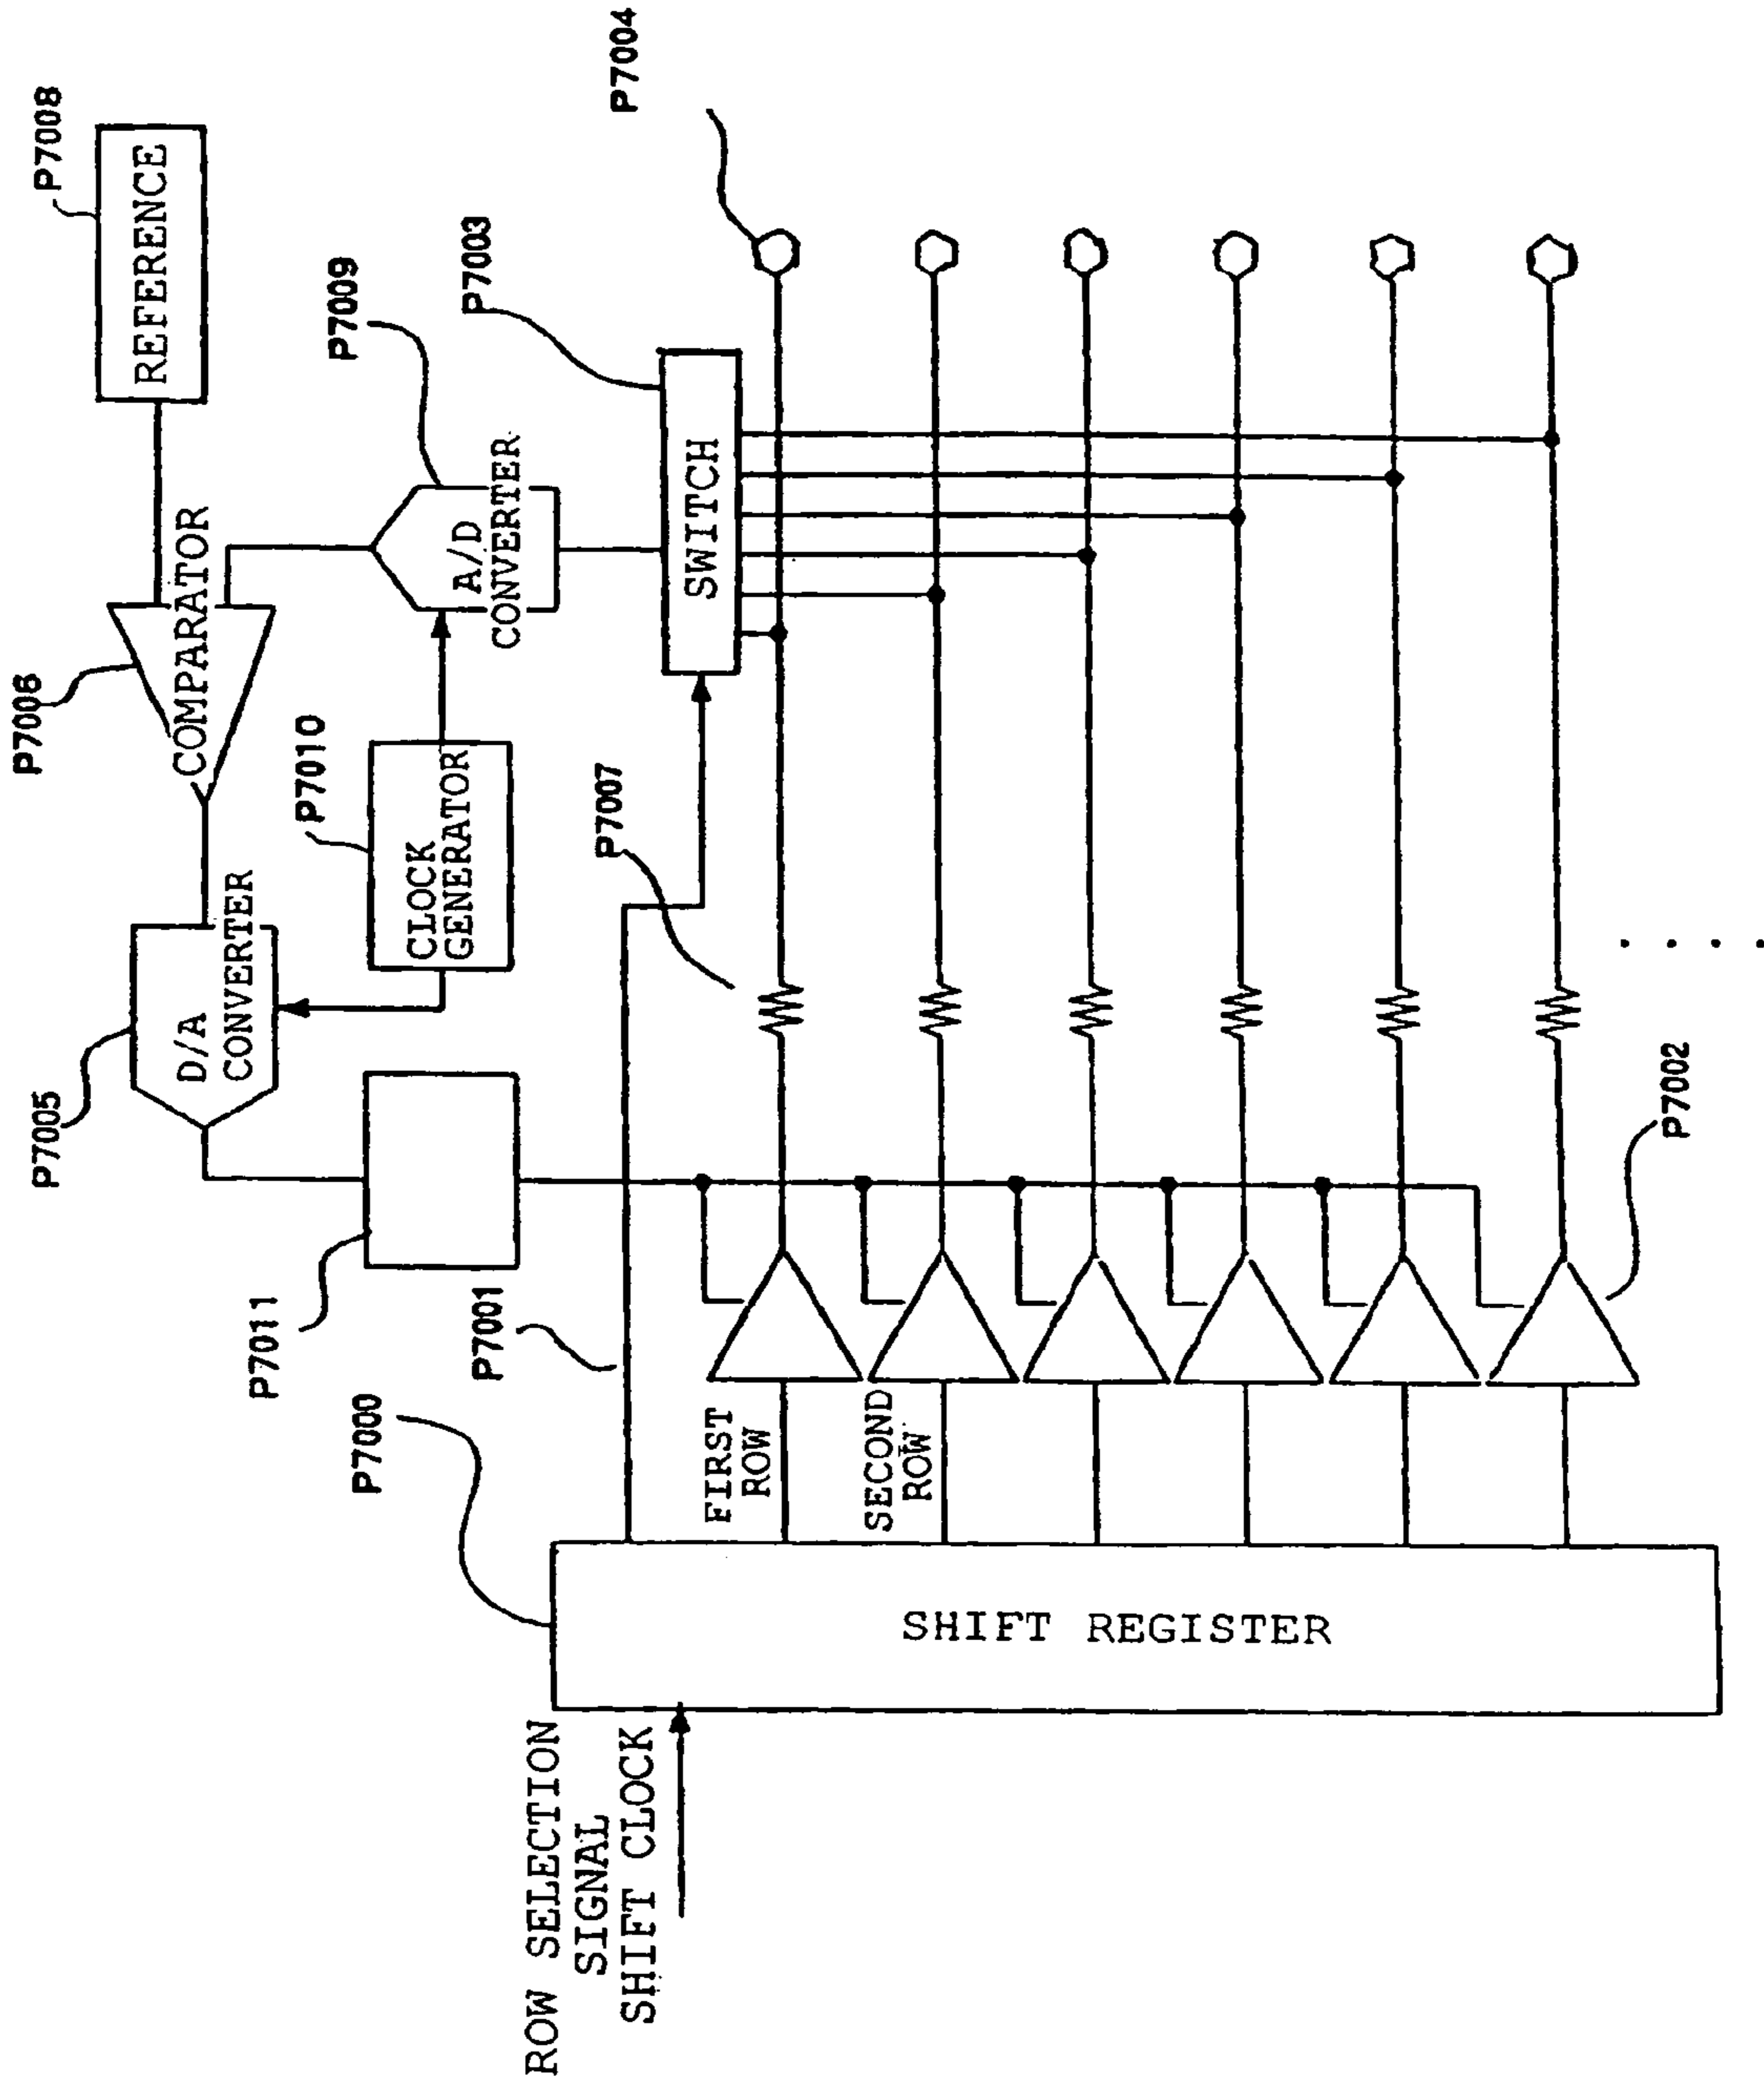 P7008
REFERENCE
P7006
COMPARATOR
P7005
D/A
CONVERTER
P7010
CLOCK
GENERATOR
P7009
A/D
CONVERTER
P7003
SWITCH
P7004
P7011
P7001
P7007
P7000
FIRST
ROW
SECOND
ROW
P7002
SHIFT REGISTER
ROW SELECTION
SIGNAL
SHIFT CLOCK